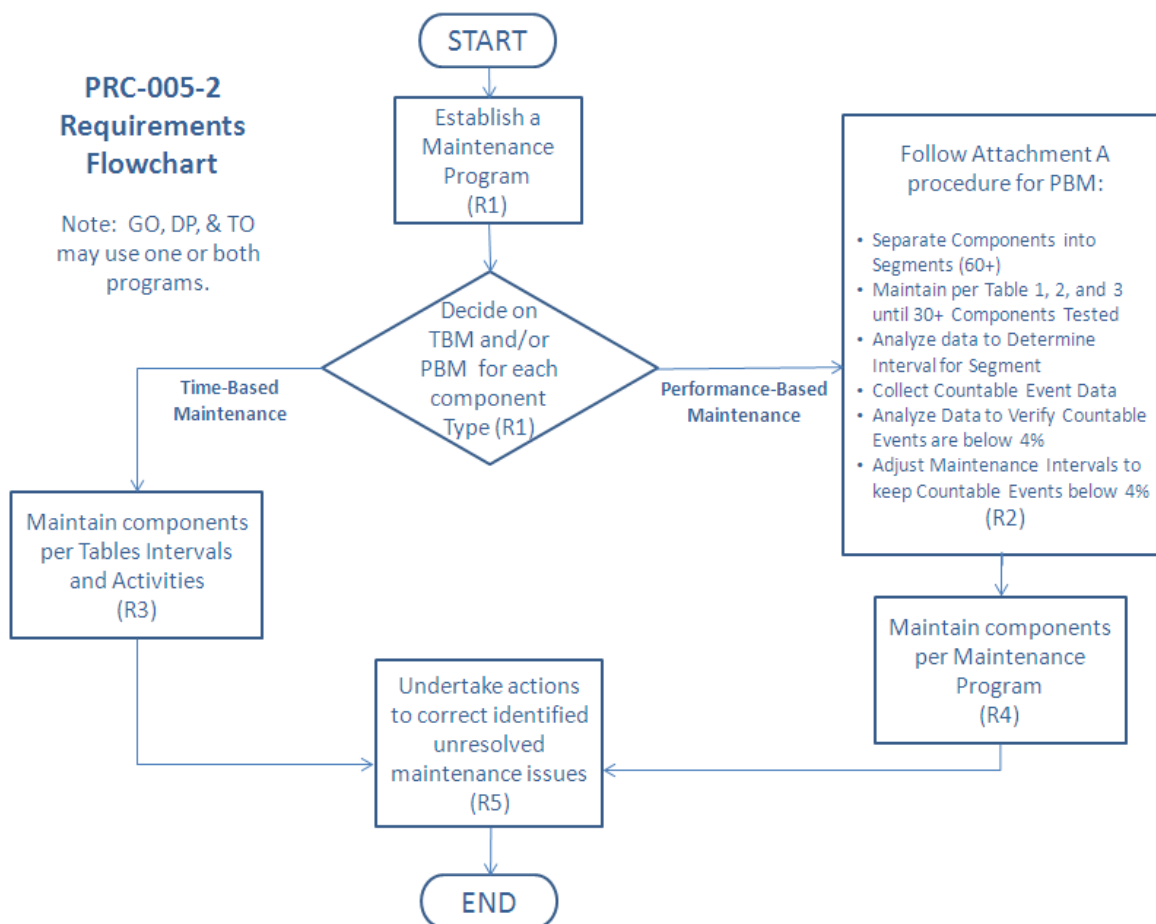 START
PRC-005-2
Requirements
Flowchart
Note: GO, DP, & TO
may use one or both
programs.
Establish a
Maintenance
Program
(R1)
Decide on
TBM and/or
PBM for each
component
Type (R1)
Time-Based
Maintenance
Performance-Based
Maintenance
Follow Attachment A
procedure for PBM:
• Separate Components into
Segments (60+)
• Maintain per Table 1, 2, and 3
until 30+ Components Tested
• Analyze data to Determine
Interval for Segment
• Collect Countable Event Data
• Analyze Data to Verify Countable
Events are below 4%
• Adjust Maintenance Intervals to
keep Countable Events below 4%
(R2)
Maintain components
per Tables Intervals
and Activities
(R3)
Maintain components
per Maintenance
Program
(R4)
Undertake actions
to correct identified
unresolved
maintenance issues
(R5)
END